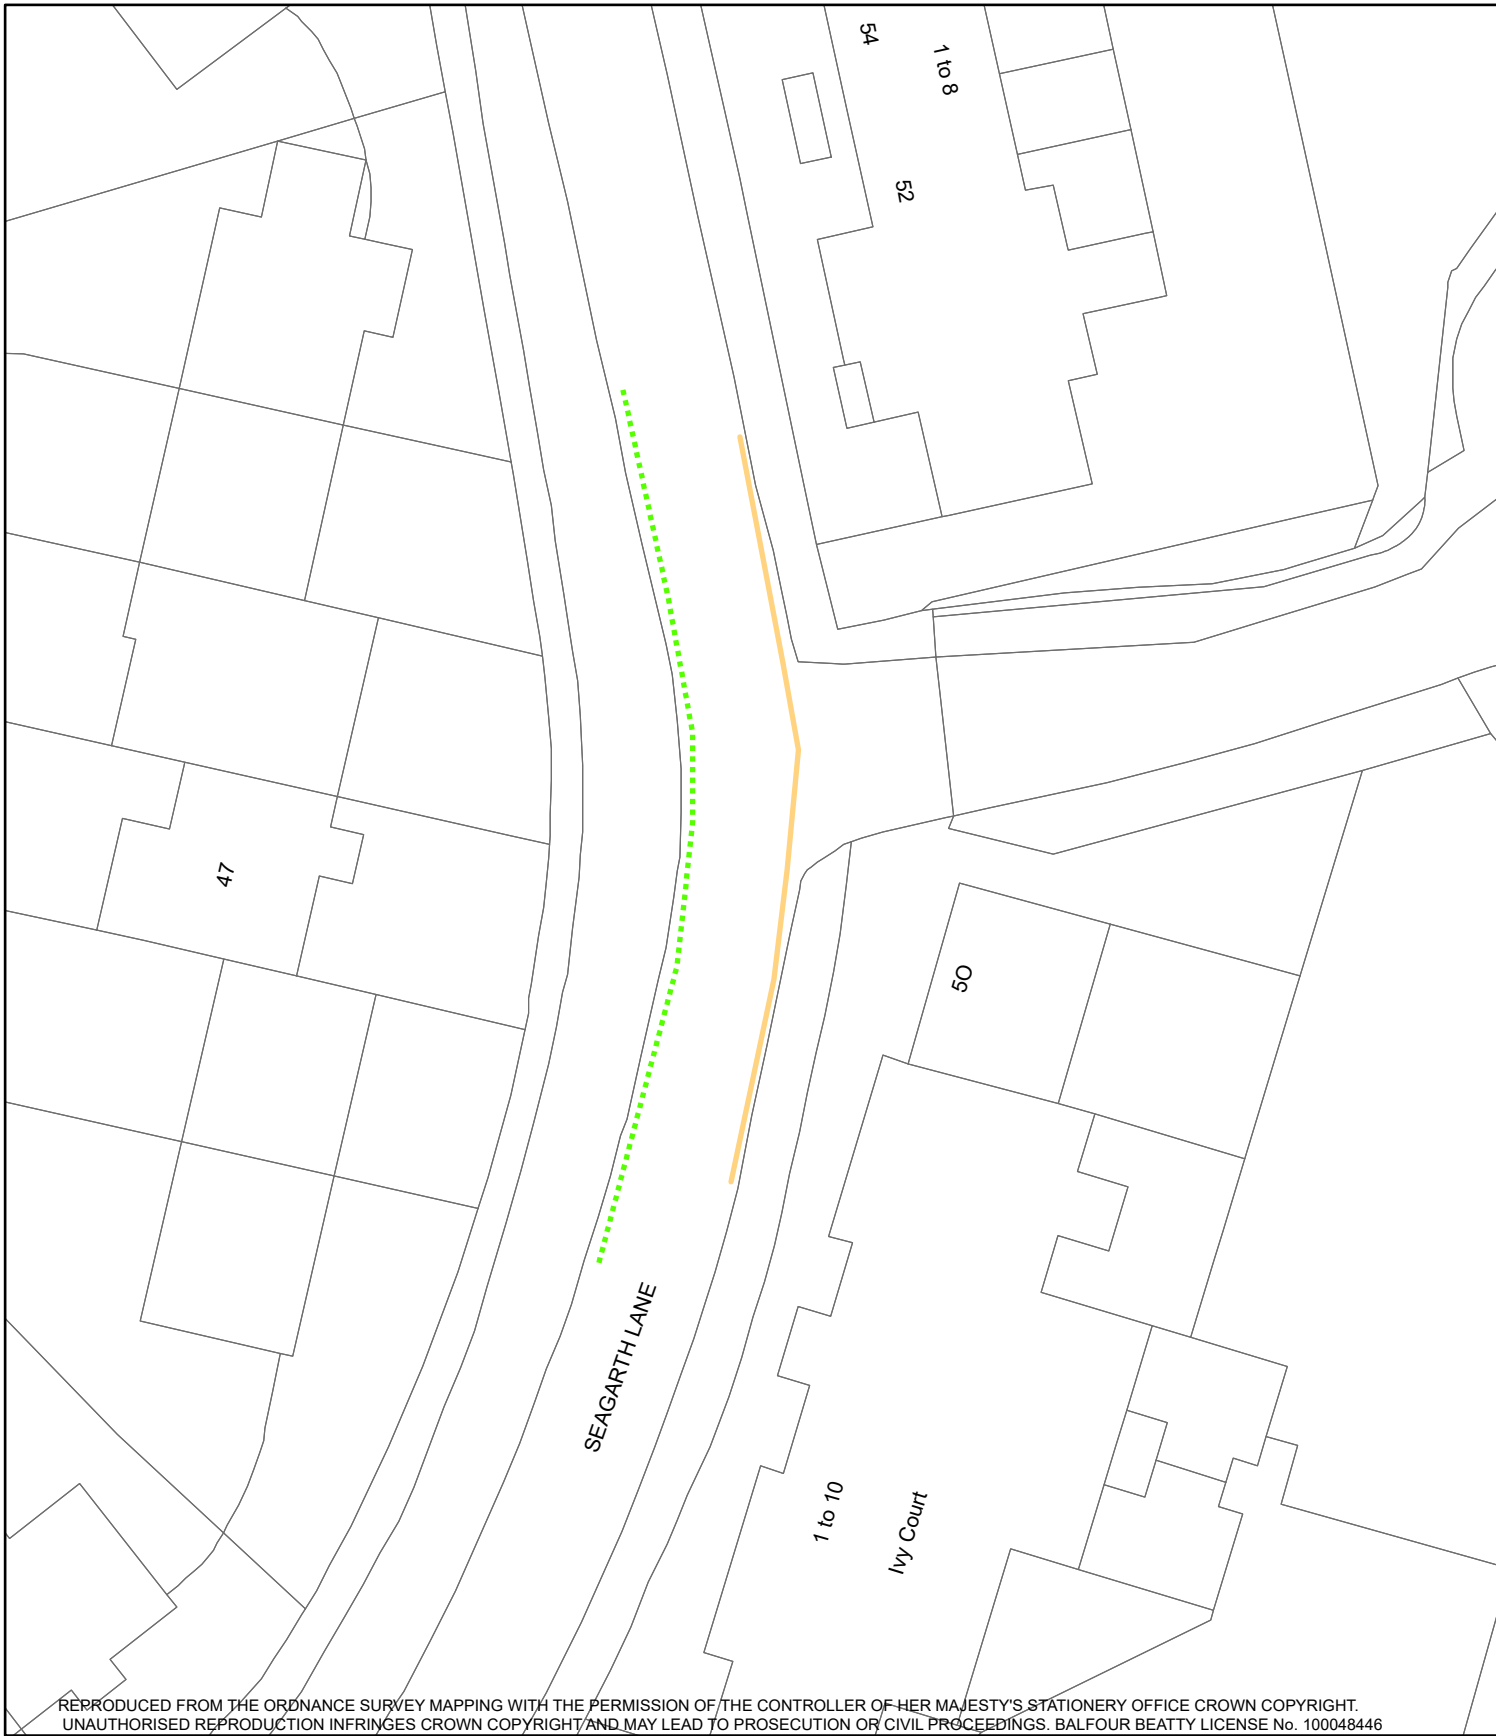 54
1 to 8
52
47
5O
SEAGARTH LANE
1 to 10
Ivy Court
REPRODUCED FROM THE ORDNANCE SURVEY MAPPING WITH THE PERMISSION OF THE CONTROLLER OF HER MAJESTY'S STATIONERY OFFICE CROWN COPYRIGHT.
UNAUTHORISED REPRODUCTION INFRINGES CROWN COPYRIGHT AND MAY LEAD TO PROSECUTION OR CIVIL PROCEEDINGS. BALFOUR BEATTY LICENSE No. 100048446